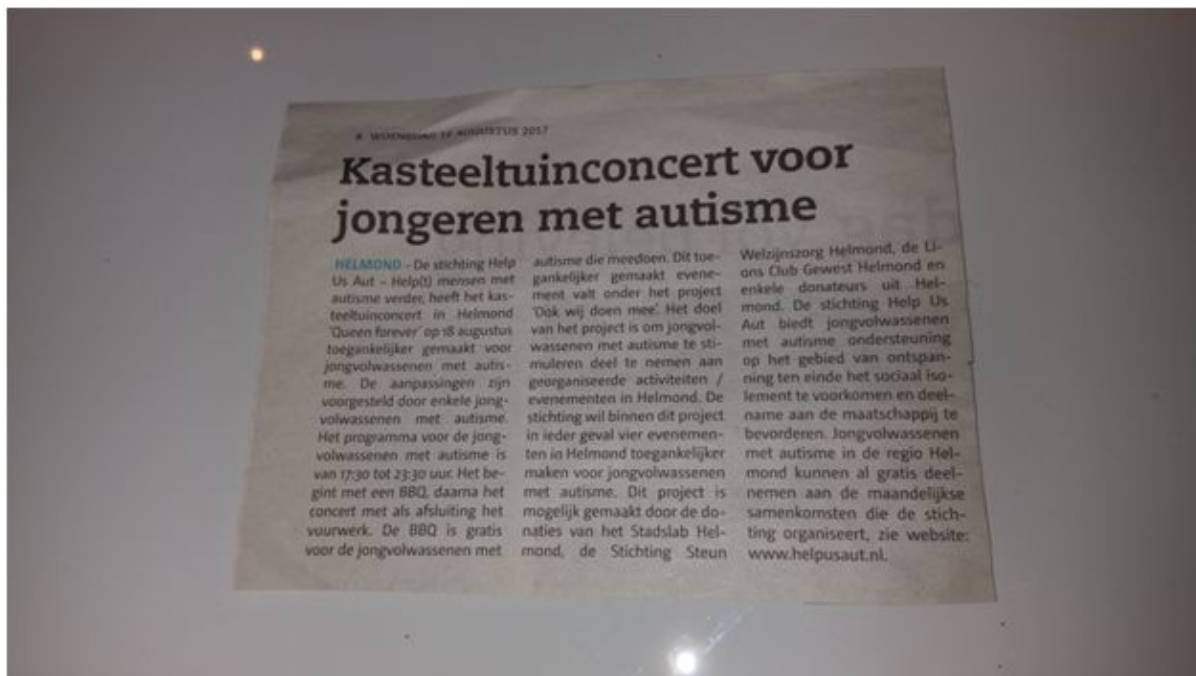 8 WOENSDAG 16 AUGUSTUS 2017
Kasteeltuinconcert voor
jongeren met autisme
HELMOND - De stichting Help
Us Aut – Help(t) mensen met
autisme verder, heeft het kas-
teeltuinconcert in Helmond
'Queen forever' op 18 augustus
toegankelijker gemaakt voor
jongvolwassenen met autis-
me. De aanpassingen zijn
voorgesteld door enkele jong-
volwassenen met autisme.
Het programma voor de jong-
volwassenen met autisme is
van 17:30 tot 23:30 uur. Het be-
gint met een BBQ, daarna het
concert met als afsluiting het
vuurwerk. De BBQ is gratis
voor de jongvolwassenen met
autisme die meedoen. Dit toe-
gankelijker gemaakt evene-
ment valt onder het project
'Ook wij doen mee'. Het doel
van het project is om jongvol-
wassenen met autisme te sti-
muleren deel te nemen aan
georganiseerde activiteiten /
evenementen in Helmond. De
stichting wil binnen dit project
in ieder geval vier evenemen-
ten in Helmond toegankelijker
maken voor jongvolwassenen
met autisme. Dit project is
mogelijk gemaakt door de do-
naties van het Stadslab Hel-
mond, de Stichting Steun
Welzijnszorg Helmond, de Li-
ons Club Gewest Helmond en
enkele donateurs uit Hel-
mond. De stichting Help Us
Aut biedt jongvolwassenen
met autisme ondersteuning
op het gebied van ontspan-
ning ten einde het sociaal iso-
lement te voorkomen en deel-
name aan de maatschappij te
bevorderen. Jongvolwassenen
met autisme in de regio Hel-
mond kunnen al gratis deel-
nemen aan de maandelijkse
samenkomsten die de stich-
ting organiseert, zie website:
www.helpusaut.nl.